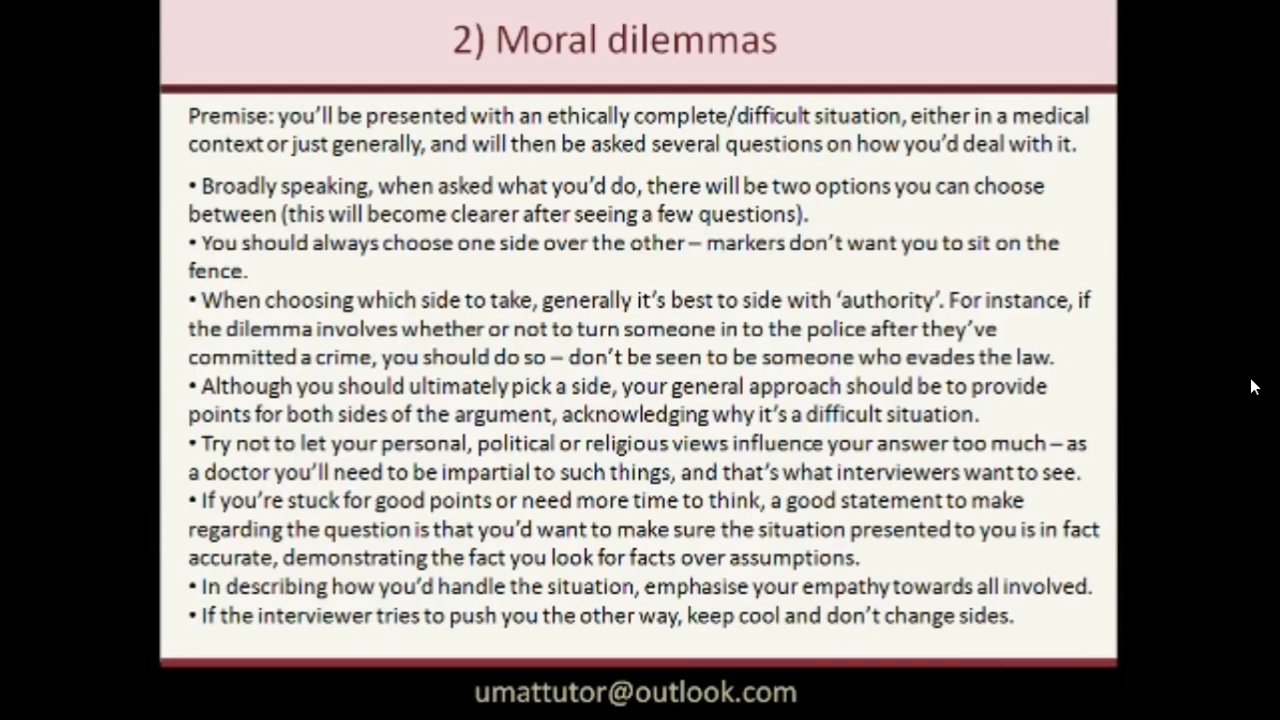 2) Moral dilemmas
Premise: you'll be presented with an ethically complete/difficult situation, either in a medical
context or just generally, and will then be asked several questions on how you'd deal with it.
• Broadly speaking, when asked what you'd do, there will be two options you can choose
between (this will become clearer after seeing a few questions).
• You should always choose one side over the other – markers don't want you to sit on the
fence.
• When choosing which side to take, generally it's best to side with 'authority'. For instance, if
the dilemma involves whether or not to turn someone in to the police after they've
committed a crime, you should do so – don't be seen to be someone who evades the law.
• Although you should ultimately pick a side, your general approach should be to provide
points for both sides of the argument, acknowledging why it's a difficult situation.
• Try not to let your personal, political or religious views influence your answer too much – as
a doctor you'll need to be impartial to such things, and that's what interviewers want to see.
• If you're stuck for good points or need more time to think, a good statement to make
regarding the question is that you'd want to make sure the situation presented to you is in fact
accurate, demonstrating the fact you look for facts over assumptions.
• In describing how you'd handle the situation, emphasise your empathy towards all involved.
• If the interviewer tries to push you the other way, keep cool and don't change sides.
umattutor@outlook.com